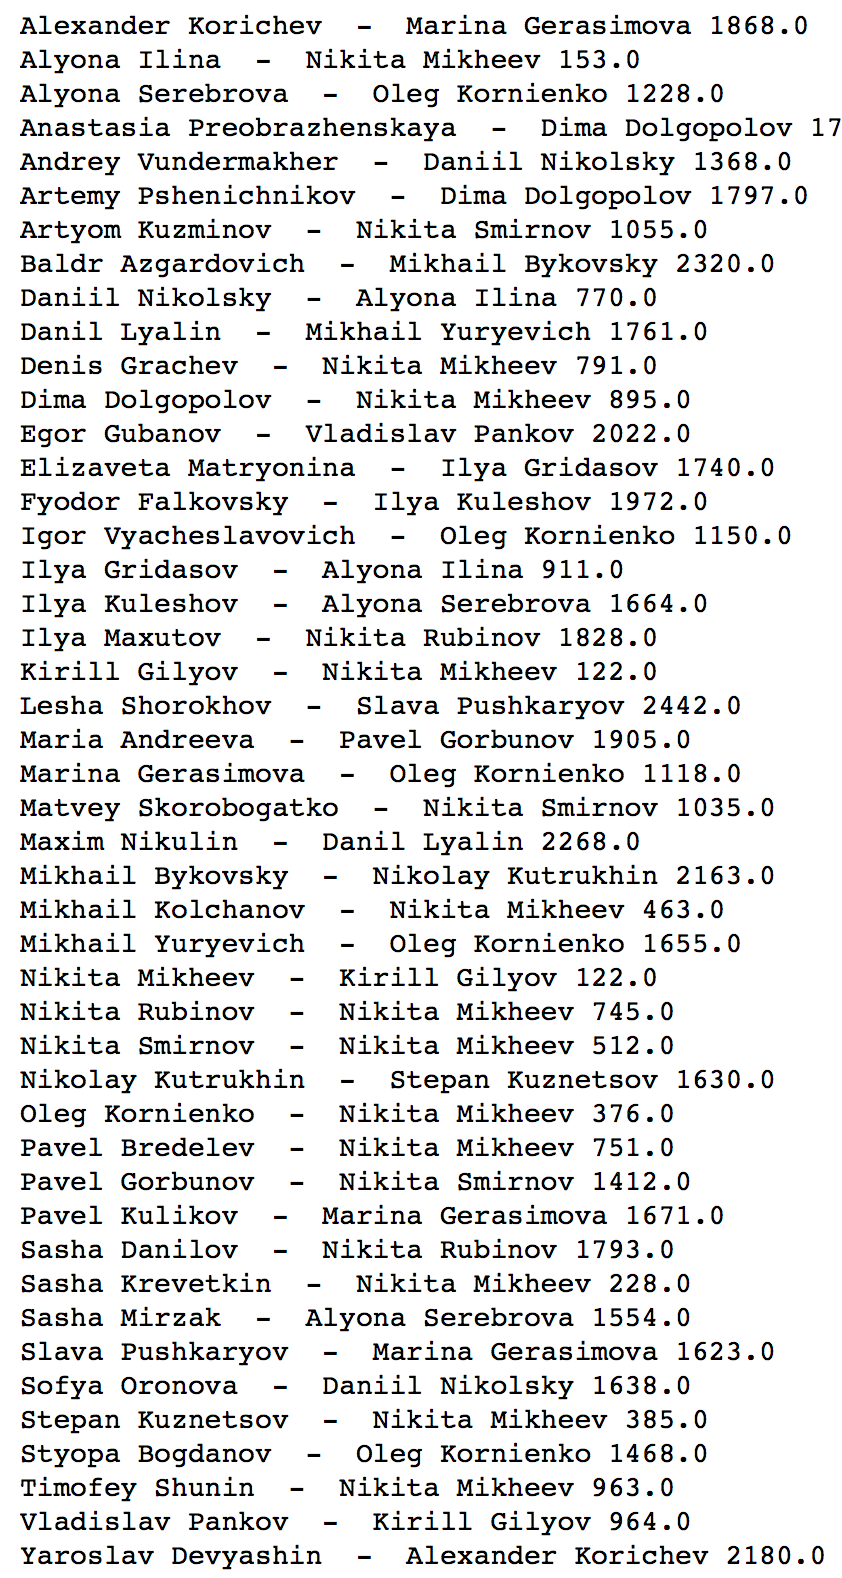 Alexander Korichev  -  Marina Gerasimova 1868.0
Alyona Ilina  -  Nikita Mikheev 153.0
Alyona Serebrova  -  Oleg Kornienko 1228.0
Anastasia Preobrazhenskaya  -  Dima Dolgopolov 17
Andrey Vundermakher  -  Daniil Nikolsky 1368.0
Artemy Pshenichnikov  -  Dima Dolgopolov 1797.0
Artyom Kuzminov  -  Nikita Smirnov 1055.0
Baldr Azgardovich  -  Mikhail Bykovsky 2320.0
Daniil Nikolsky  -  Alyona Ilina 770.0
Danil Lyalin  -  Mikhail Yuryevich 1761.0
Denis Grachev  -  Nikita Mikheev 791.0
Dima Dolgopolov  -  Nikita Mikheev 895.0
Egor Gubanov  -  Vladislav Pankov 2022.0
Elizaveta Matryonina  -  Ilya Gridasov 1740.0
Fyodor Falkovsky  -  Ilya Kuleshov 1972.0
Igor Vyacheslavovich  -  Oleg Kornienko 1150.0
Ilya Gridasov  -  Alyona Ilina 911.0
Ilya Kuleshov  -  Alyona Serebrova 1664.0
Ilya Maxutov  -  Nikita Rubinov 1828.0
Kirill Gilyov  -  Nikita Mikheev 122.0
Lesha Shorokhov  -  Slava Pushkaryov 2442.0
Maria Andreeva  -  Pavel Gorbunov 1905.0
Marina Gerasimova  -  Oleg Kornienko 1118.0
Matvey Skorobogatko  -  Nikita Smirnov 1035.0
Maxim Nikulin  -  Danil Lyalin 2268.0
Mikhail Bykovsky  -  Nikolay Kutrukhin 2163.0
Mikhail Kolchanov  -  Nikita Mikheev 463.0
Mikhail Yuryevich  -  Oleg Kornienko 1655.0
Nikita Mikheev  -  Kirill Gilyov 122.0
Nikita Rubinov  -  Nikita Mikheev 745.0
Nikita Smirnov  -  Nikita Mikheev 512.0
Nikolay Kutrukhin  -  Stepan Kuznetsov 1630.0
Oleg Kornienko  -  Nikita Mikheev 376.0
Pavel Bredelev  -  Nikita Mikheev 751.0
Pavel Gorbunov  -  Nikita Smirnov 1412.0
Pavel Kulikov  -  Marina Gerasimova 1671.0
Sasha Danilov  -  Nikita Rubinov 1793.0
Sasha Krevetkin  -  Nikita Mikheev 228.0
Sasha Mirzak  -  Alyona Serebrova 1554.0
Slava Pushkaryov  -  Marina Gerasimova 1623.0
Sofya Oronova  -  Daniil Nikolsky 1638.0
Stepan Kuznetsov  -  Nikita Mikheev 385.0
Styopa Bogdanov  -  Oleg Kornienko 1468.0
Timofey Shunin  -  Nikita Mikheev 963.0
Vladislav Pankov  -  Kirill Gilyov 964.0
Yaroslav Devyashin  -  Alexander Korichev 2180.0